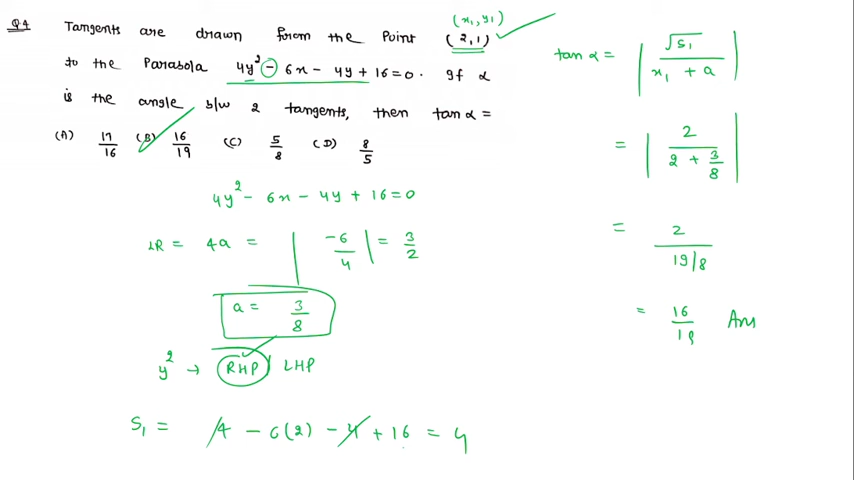 Q.4 Tangents are drawn from the Point (2,1)
(x₁, y₁)
to the Parabola 4y² - 6x - 4y + 16 = 0. If α
is the angle b/w 2 tangents, then tanα =
(A) 17/16 (B) 16/19 (C) 5/8 (D) 8/5
4y² - 6x - 4y + 16 = 0
LR = 4a = | -6/4 | = 3/2
a = 3/8
y² → RHP / LHP
S₁ = 4 - 6(2) - 4 + 16 = 4
tan α = | √S₁ / (x₁ + a) |
= | 2 / (2 + 3/8) |
= 2 / (19/8)
= 16/19 Ans